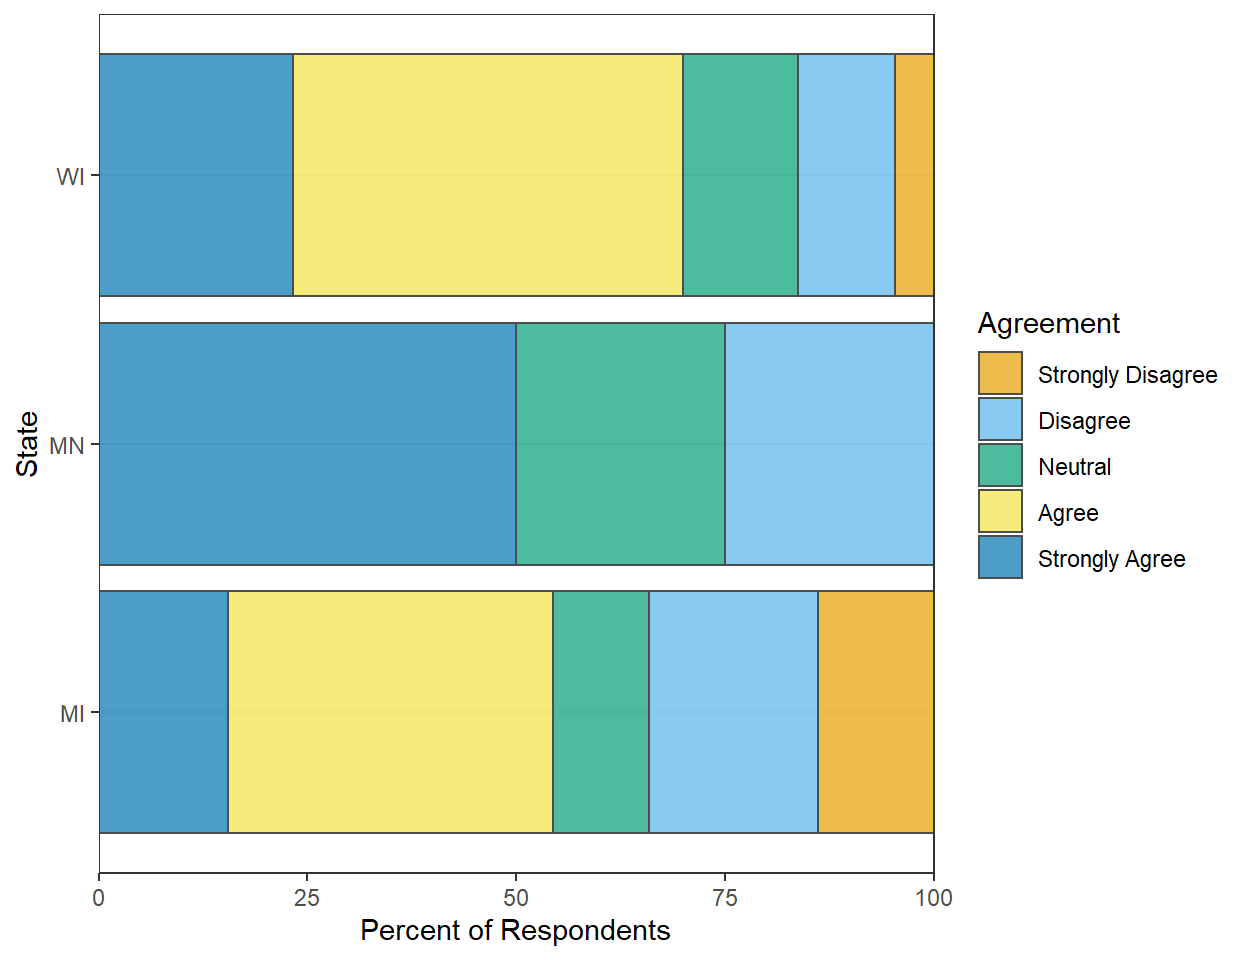 WI
State
MN
MI
0 25 50 75 100
Percent of Respondents
Agreement
Strongly Disagree
Disagree
Neutral
Agree
Strongly Agree